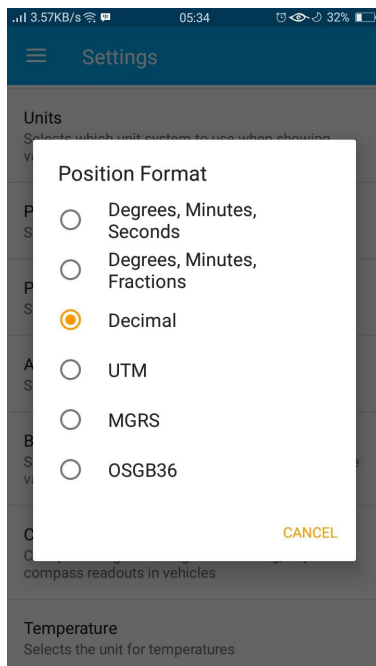 3.57KB/s 05:34 32%
Settings
Units
Selects which unit system to use when showing
Position Format
Degrees, Minutes,
Seconds
Degrees, Minutes,
Fractions
Decimal
UTM
MGRS
OSGB36
CANCEL
compass readouts in vehicles
Temperature
Selects the unit for temperatures